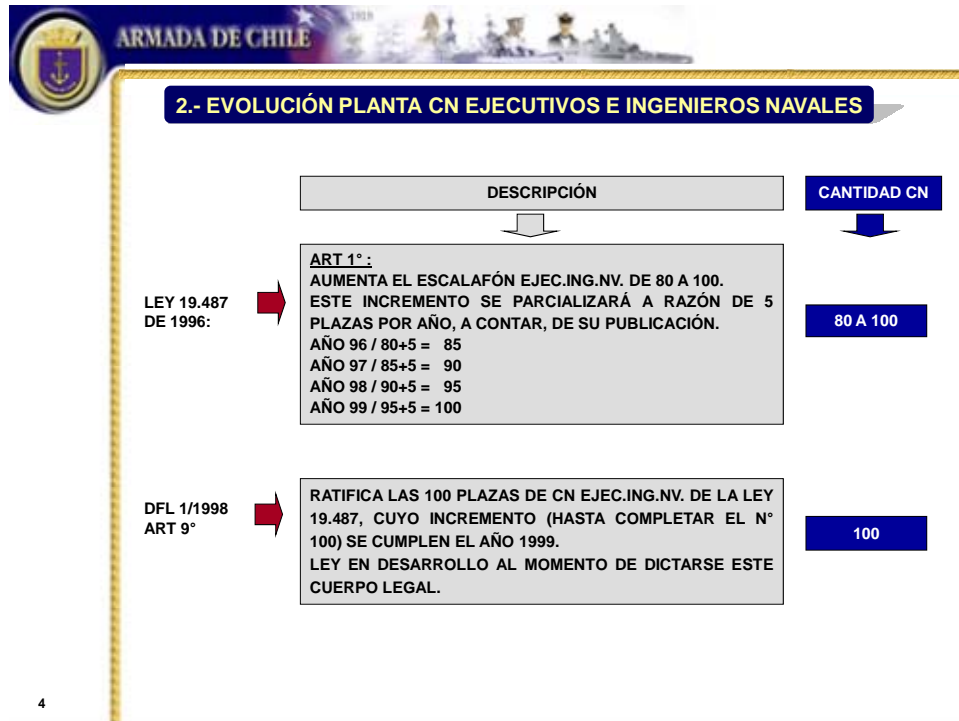 1818
ARMADA DE CHILE
2.- EVOLUCIÓN PLANTA CN EJECUTIVOS E INGENIEROS NAVALES
DESCRIPCIÓN
CANTIDAD CN
LEY 19.487
DE 1996:
ART 1° :
AUMENTA EL ESCALAFÓN EJEC.ING.NV. DE 80 A 100.
ESTE INCREMENTO SE PARCIALIZARÁ A RAZÓN DE 5
PLAZAS POR AÑO, A CONTAR, DE SU PUBLICACIÓN.
AÑO 96 / 80+5 = 85
AÑO 97 / 85+5 = 90
AÑO 98 / 90+5 = 95
AÑO 99 / 95+5 = 100
80 A 100
DFL 1/1998
ART 9°
RATIFICA LAS 100 PLAZAS DE CN EJEC.ING.NV. DE LA LEY
19.487, CUYO INCREMENTO (HASTA COMPLETAR EL N°
100) SE CUMPLEN EL AÑO 1999.
LEY EN DESARROLLO AL MOMENTO DE DICTARSE ESTE
CUERPO LEGAL.
100
4